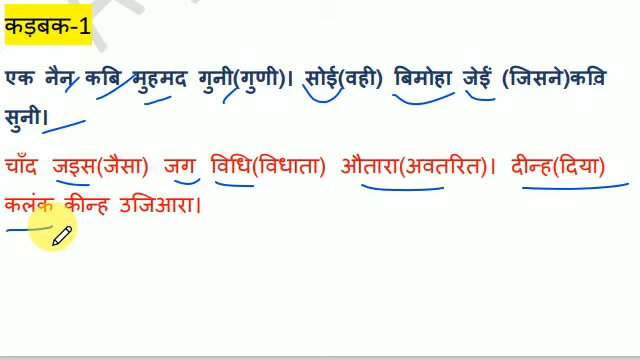 कड़बक-1
एक नैन कबि मुहमद गुनी(गुणी)। सोई(वही) बिमोहा जेइँ (जिसने)कवि
सुनी।
चाँद जइस(जैसा) जग विधि(विधाता) औतारा(अवतरित)। दीन्ह(दिया)
कलंक कीन्ह उजिआरा।